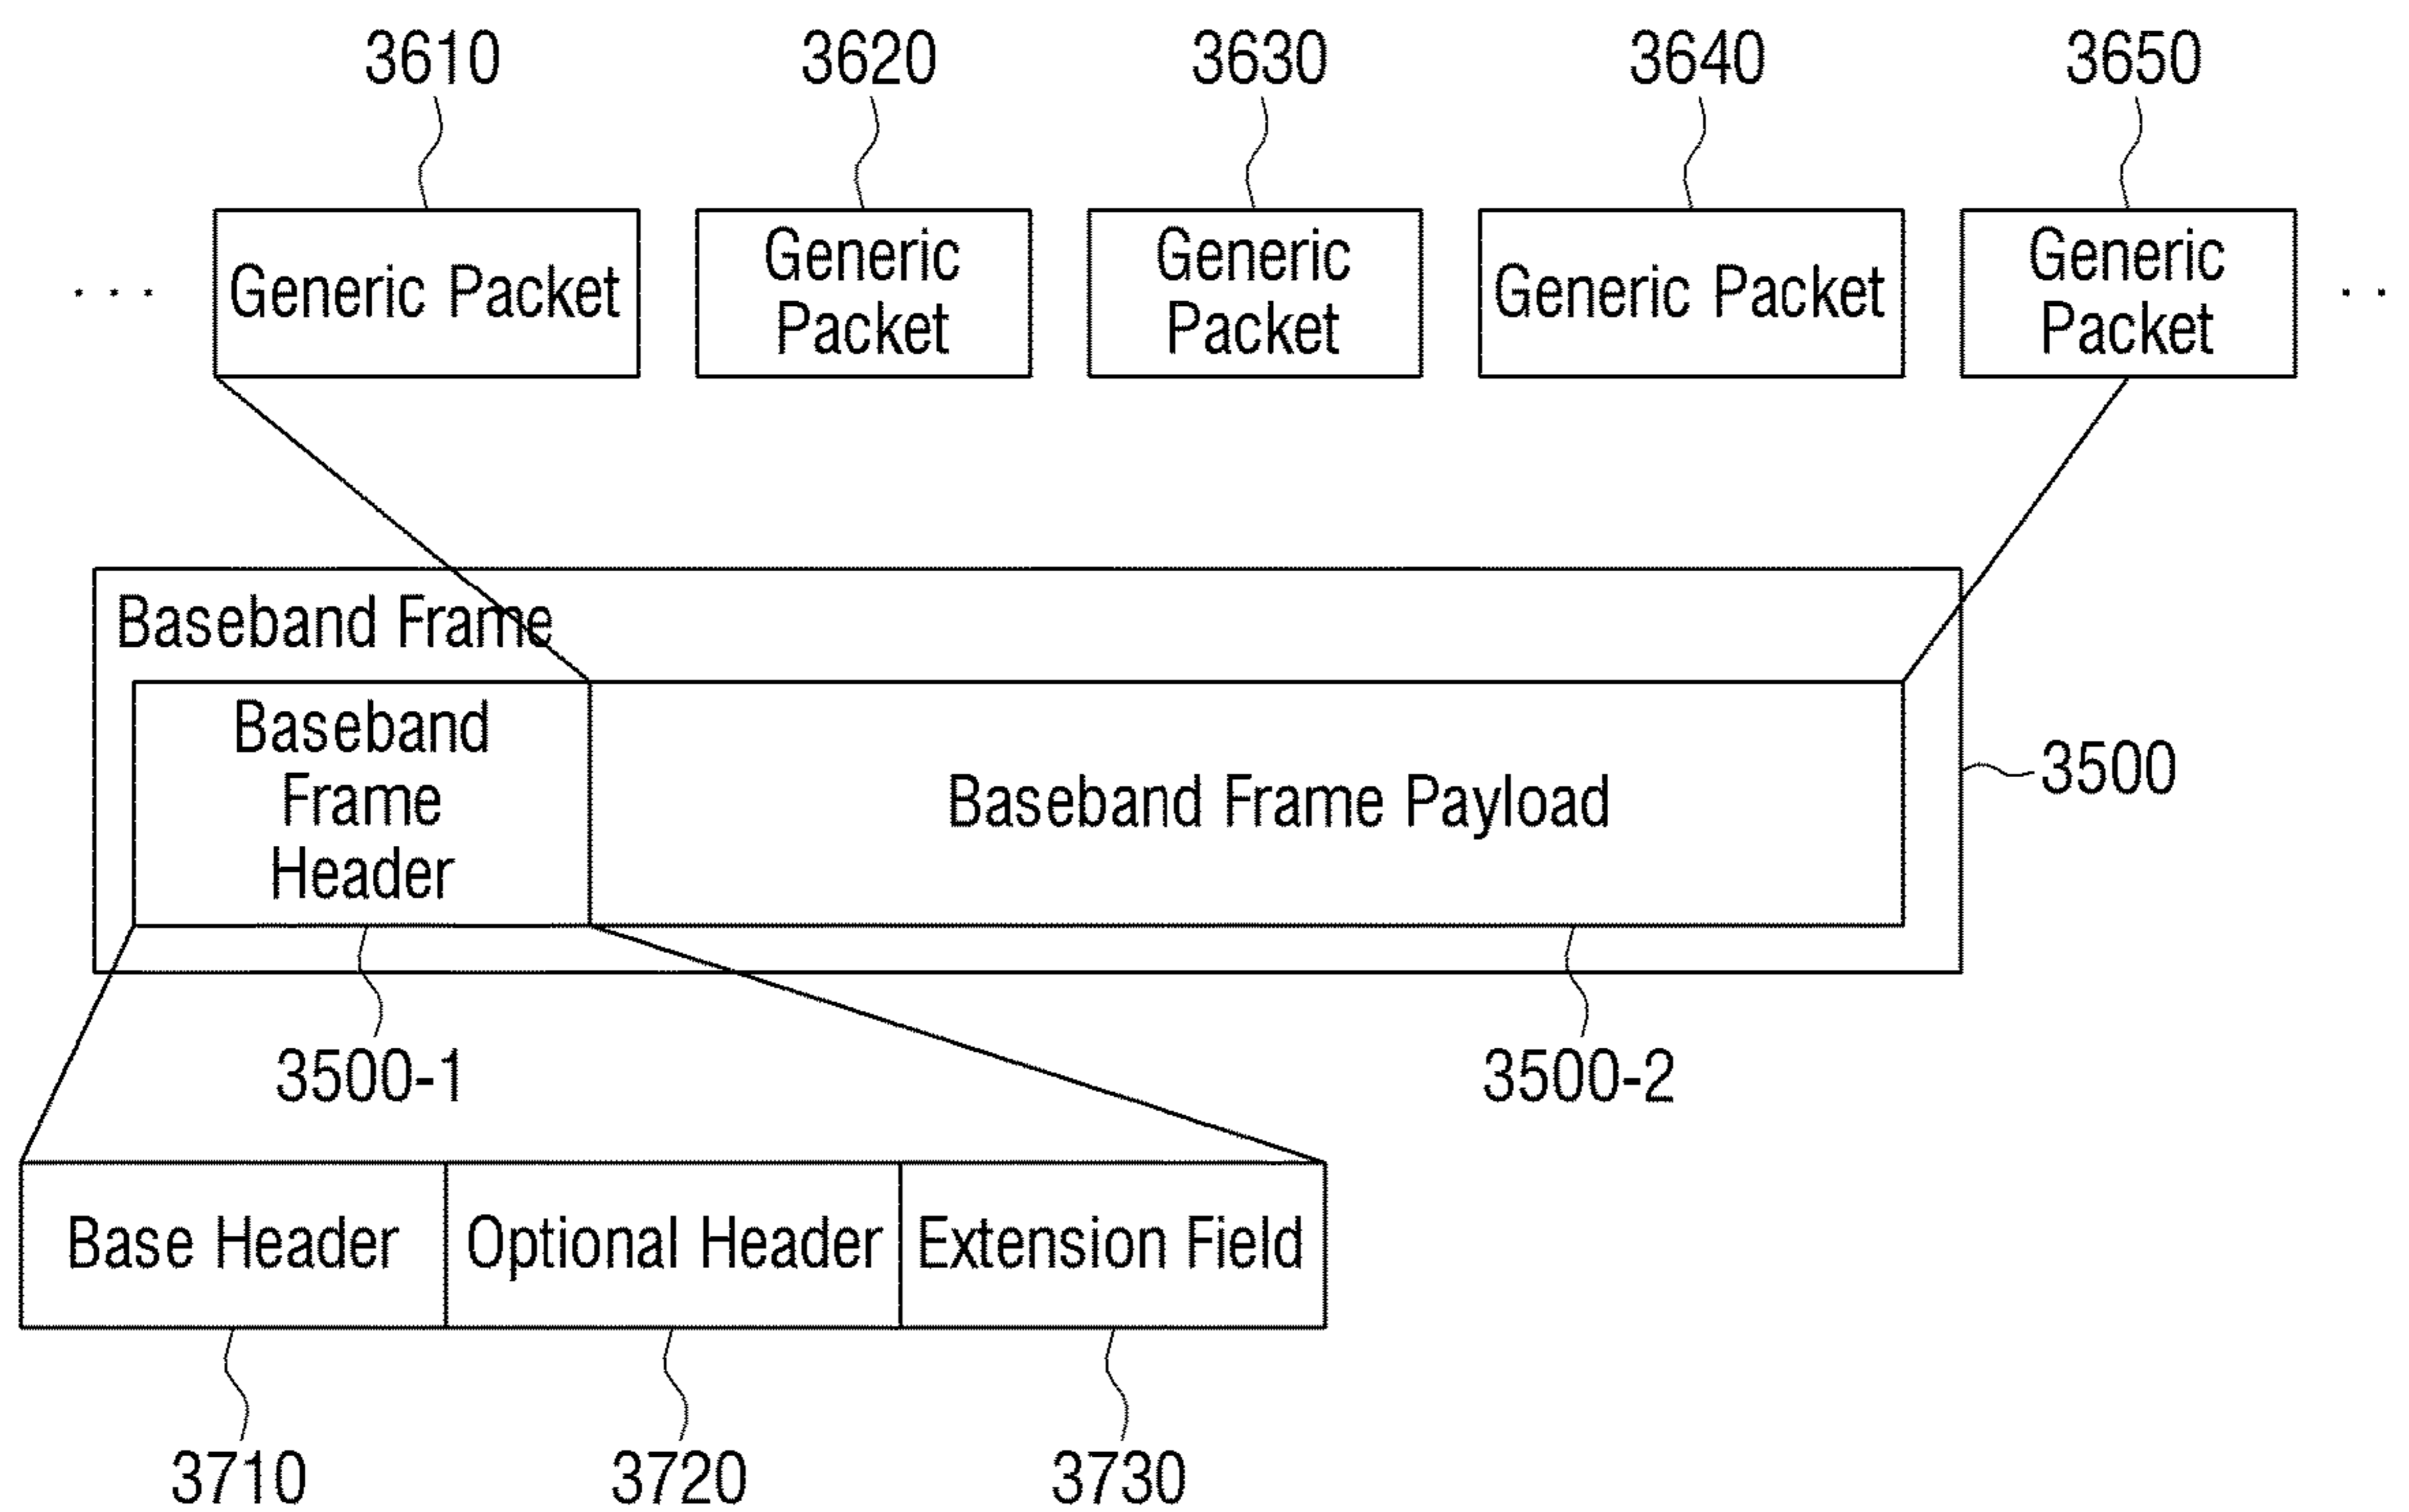 3610
3620
3630
3640
3650
. . .
Generic Packet
Generic
Packet
Generic
Packet
Generic Packet
Generic
Packet
. .
Baseband Frame
Baseband
Frame
Header
Baseband Frame Payload
3500
3500-1
3500-2
Base Header
Optional Header
Extension Field
3710
3720
3730